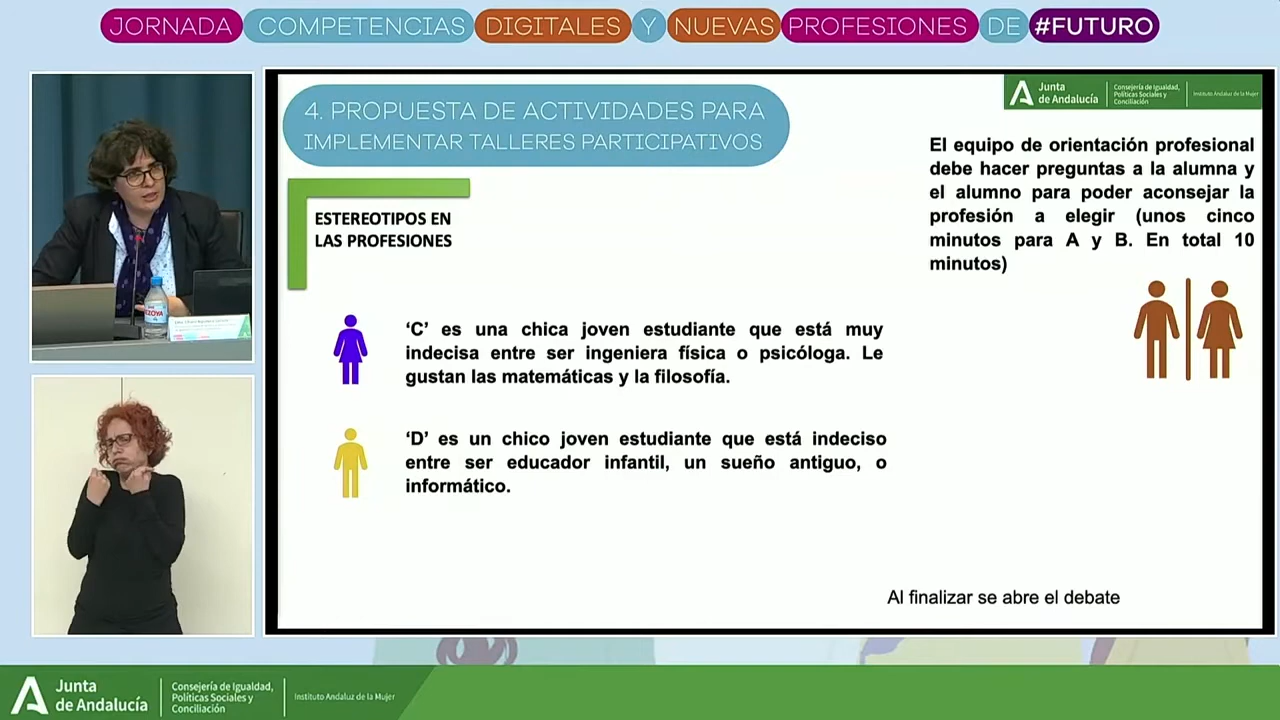 JORNADA COMPETENCIAS DIGITALES Y NUEVAS PROFESIONES DE #FUTURO
4. PROPUESTA DE ACTIVIDADES PARA
IMPLEMENTAR TALLERES PARTICIPATIVOS
Junta
de Andalucía
Consejería de Igualdad,
Políticas Sociales y
Conciliación
Instituto Andaluz de la Mujer
El equipo de orientación profesional
debe hacer preguntas a la alumna y
el alumno para poder aconsejar la
profesión a elegir (unos cinco
minutos para A y B. En total 10
minutos)
ESTEREOTIPOS EN
LAS PROFESIONES
‘C’ es una chica joven estudiante que está muy
indecisa entre ser ingeniera física o psicóloga. Le
gustan las matemáticas y la filosofía.
‘D’ es un chico joven estudiante que está indeciso
entre ser educador infantil, un sueño antiguo, o
informático.
Al finalizar se abre el debate
Junta
de Andalucía
Consejería de Igualdad,
Políticas Sociales y
Conciliación
Instituto Andaluz de la Mujer